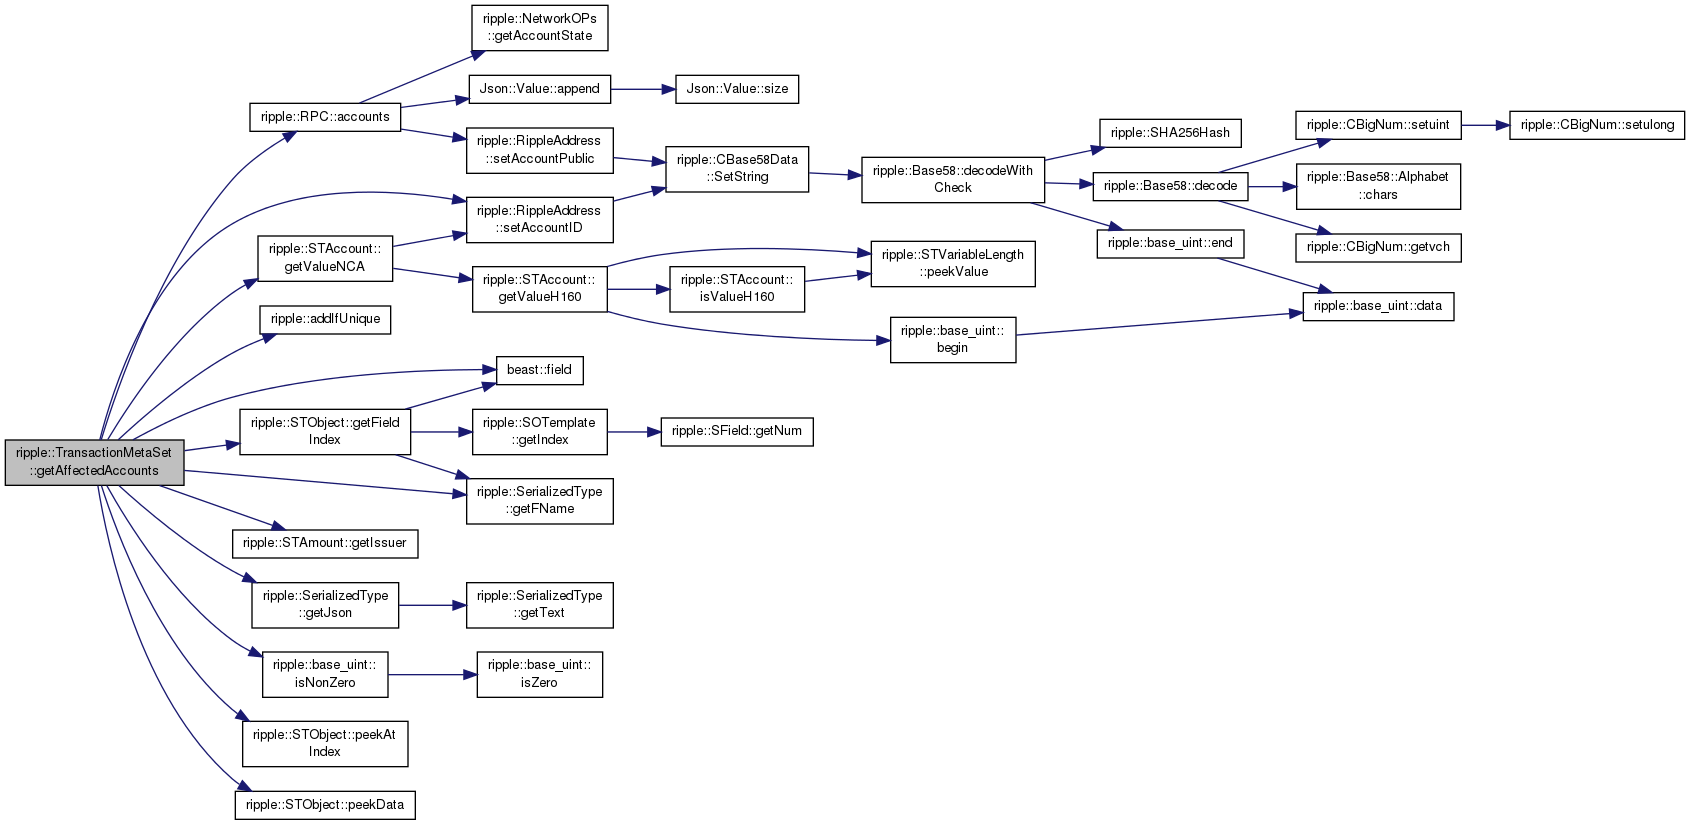 ripple::NetworkOPs
::getAccountState
Json::Value::append
Json::Value::size
ripple::RPC::accounts
ripple::RippleAddress
::setAccountPublic
ripple::CBase58Data
::SetString
ripple::Base58::decodeWith
Check
ripple::SHA256Hash
ripple::CBigNum::setuint
ripple::CBigNum::setulong
ripple::Base58::decode
ripple::Base58::Alphabet
::chars
ripple::RippleAddress
::setAccountID
ripple::base_uint::end
ripple::CBigNum::getvch
ripple::STAccount::
getValueNCA
ripple::STAccount::
getValueH160
ripple::STAccount::
isValueH160
ripple::STVariableLength
::peekValue
ripple::base_uint::data
ripple::addIfUnique
ripple::base_uint::
begin
beast::field
ripple::STObject::getField
Index
ripple::SOTemplate
::getIndex
ripple::SField::getNum
ripple::TransactionMetaSet
::getAffectedAccounts
ripple::SerializedType
::getFName
ripple::STAmount::getIssuer
ripple::SerializedType
::getJson
ripple::SerializedType
::getText
ripple::base_uint::
isNonZero
ripple::base_uint::
isZero
ripple::STObject::peekAt
Index
ripple::STObject::peekData